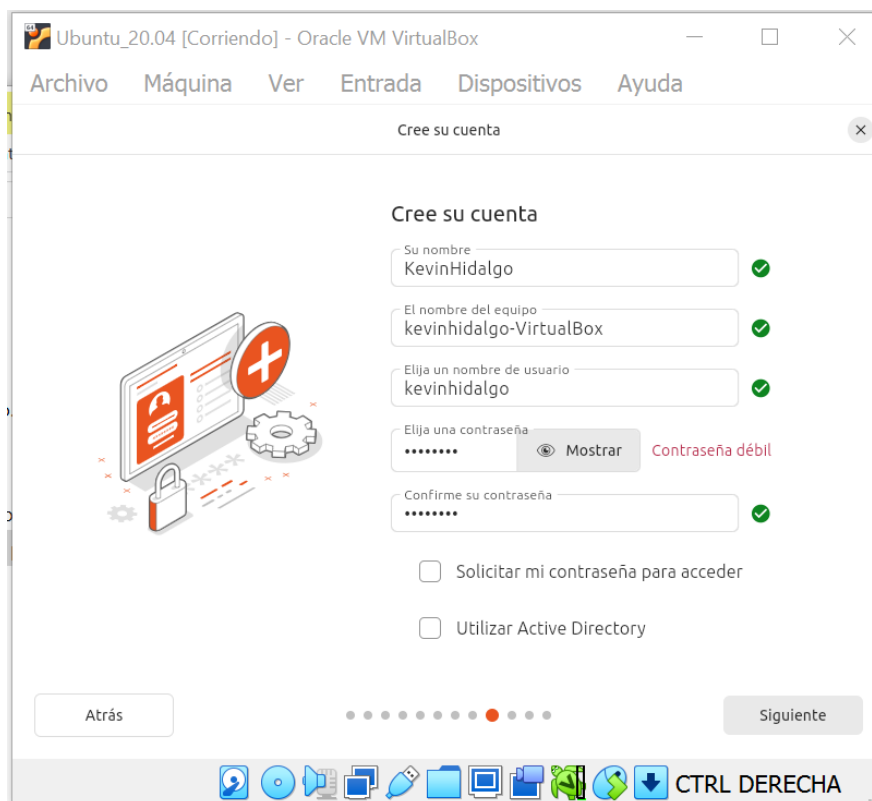 Ubuntu_20.04 [Corriendo] - Oracle VM VirtualBox
Archivo Máquina Ver Entrada Dispositivos Ayuda
Cree su cuenta
Cree su cuenta
Su nombre
KevinHidalgo
El nombre del equipo
kevinhidalgo-VirtualBox
Elija un nombre de usuario
kevinhidalgo
Elija una contraseña
•••••••• Mostrar Contraseña débil
Confirme su contraseña
••••••••
Solicitar mi contraseña para acceder
Utilizar Active Directory
Atrás Siguiente
CTRL DERECHA